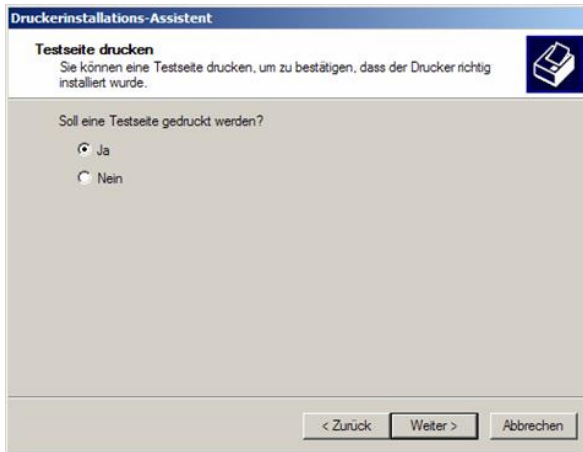 Druckerinstallations-Assistent
Testseite drucken
Sie können eine Testseite drucken, um zu bestätigen, dass der Drucker richtig
installiert wurde.
Soll eine Testseite gedruckt werden?
Ja
Nein
< Zurück Weiter > Abbrechen